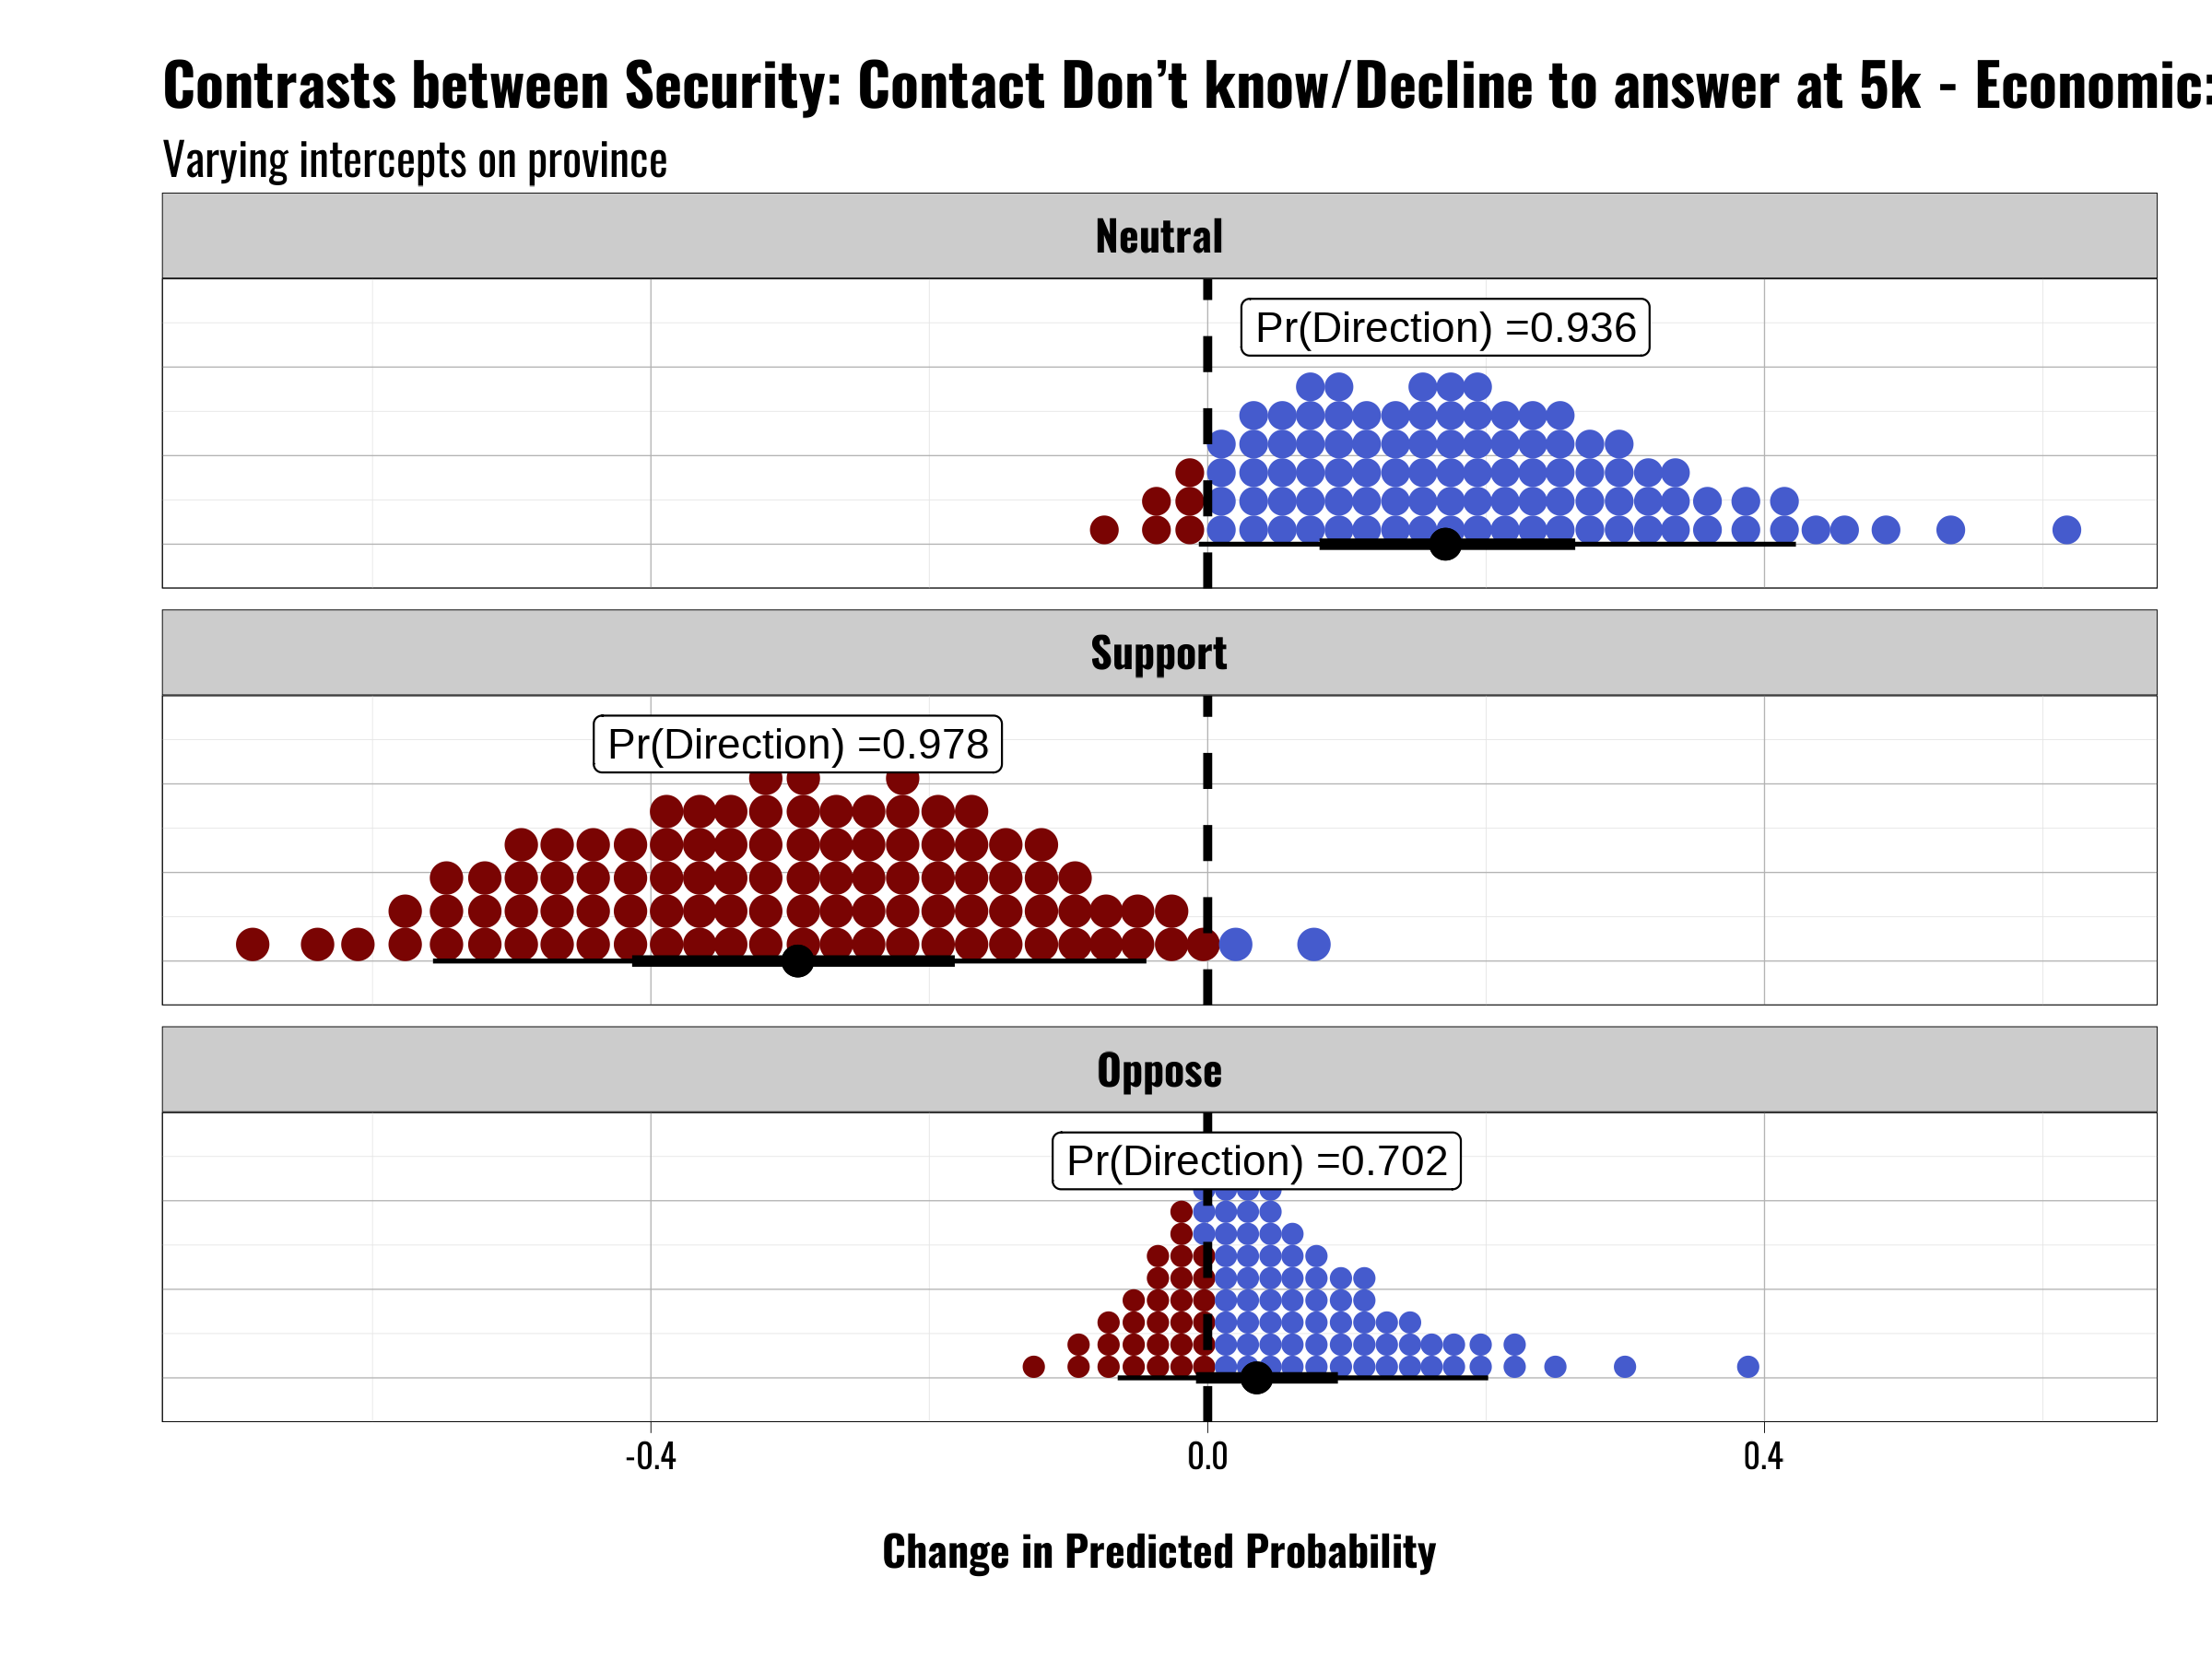 Contrasts between Security: Contact Don’t know/Decline to answer at 5k - Economic:
Varying intercepts on province
Neutral
Pr(Direction) =0.936
Support
Pr(Direction) =0.978
Oppose
Pr(Direction) =0.702
-0.4 0.0 0.4
Change in Predicted Probability